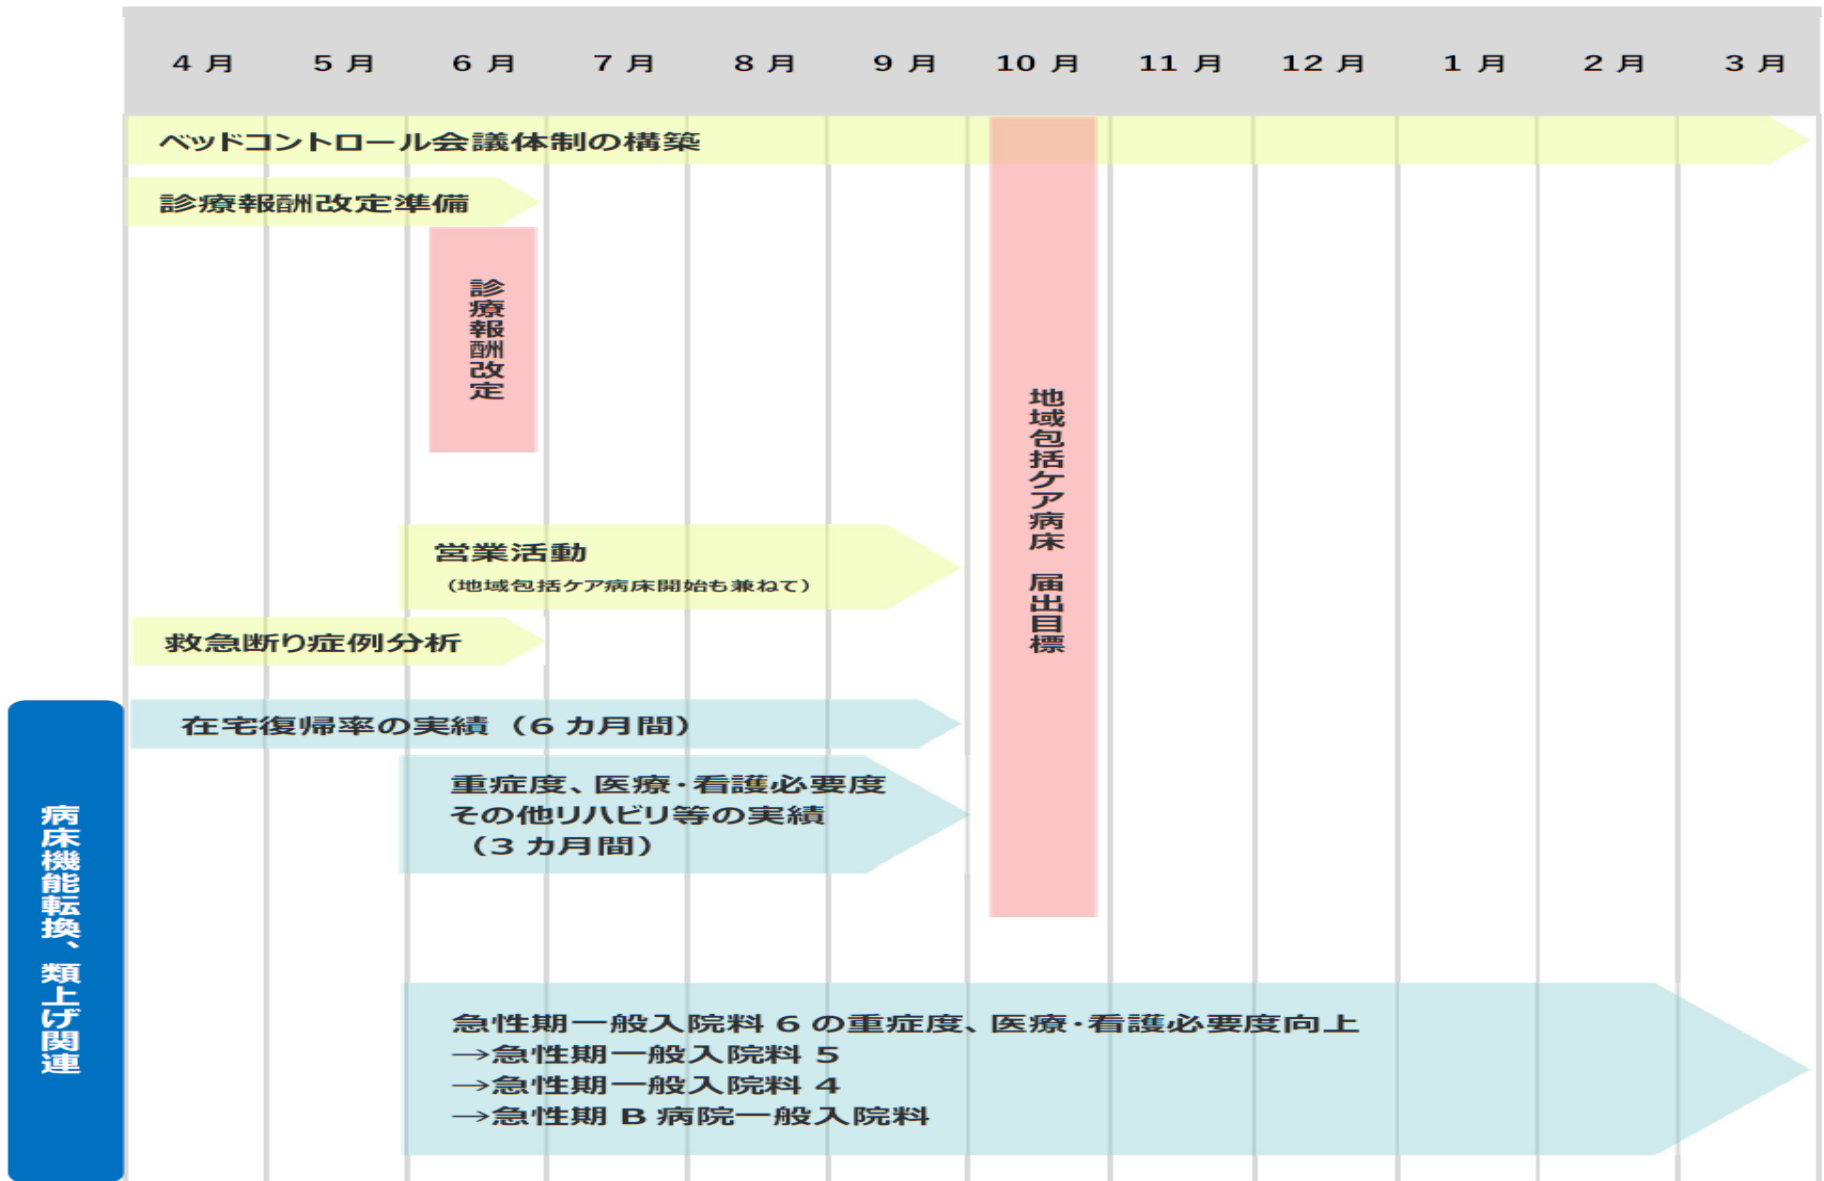 4 月 5 月 6 月 7 月 8 月 9 月 10 月 11 月 12 月 1 月 2 月 3 月
ベッドコントロール会議体制の構築
診療報酬改定準備
診療報酬改定
地域包括ケア病床 届出目標
営業活動
（地域包括ケア病床開始も兼ねて）
救急断り症例分析
病床機能転換、類上げ関連
在宅復帰率の実績（6 カ月間）
重症度、医療・看護必要度
その他リハビリ等の実績
（3 カ月間）
急性期一般入院料 6 の重症度、医療・看護必要度向上
→急性期一般入院料 5
→急性期一般入院料 4
→急性期 B 病院一般入院料